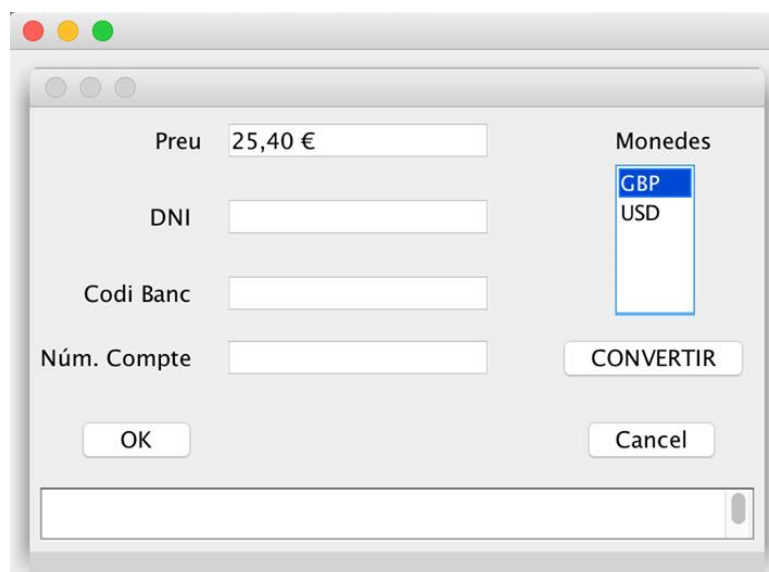 Preu 25,40 € Monedes
GBP
DNI USD
Codi Banc
Núm. Compte CONVERTIR
OK Cancel